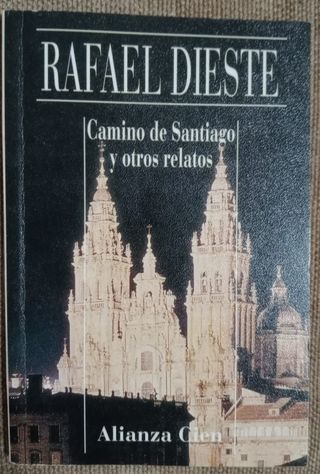 RAFAEL DIESTE
Camino de Santiago
y otros relatos
Alianza Cien